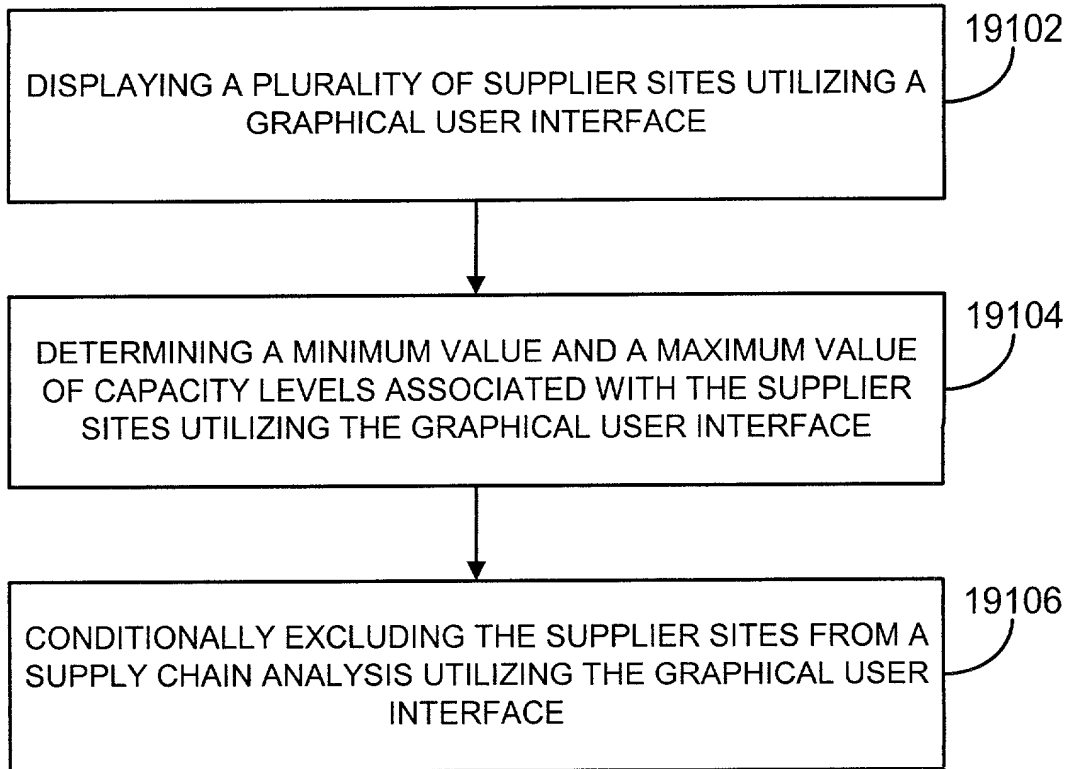 19102
DISPLAYING A PLURALITY OF SUPPLIER SITES UTILIZING A
GRAPHICAL USER INTERFACE
19104
DETERMINING A MINIMUM VALUE AND A MAXIMUM VALUE
OF CAPACITY LEVELS ASSOCIATED WITH THE SUPPLIER
SITES UTILIZING THE GRAPHICAL USER INTERFACE
19106
CONDITIONALLY EXCLUDING THE SUPPLIER SITES FROM A
SUPPLY CHAIN ANALYSIS UTILIZING THE GRAPHICAL USER
INTERFACE